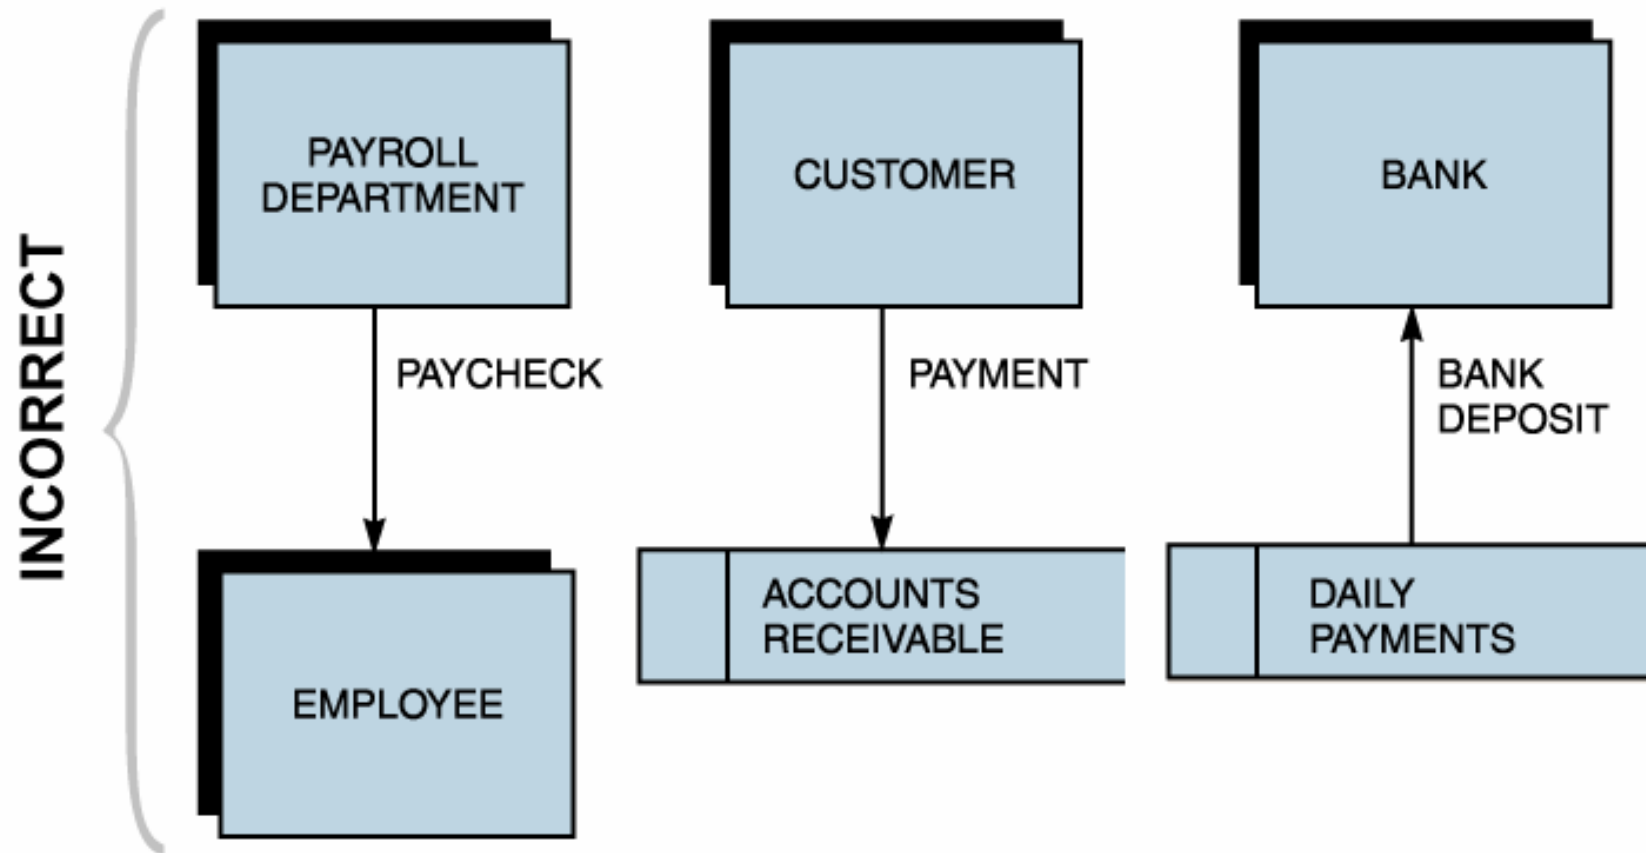 INCORRECT
PAYROLL
DEPARTMENT
CUSTOMER
BANK
PAYCHECK
PAYMENT
BANK
DEPOSIT
EMPLOYEE
ACCOUNTS
RECEIVABLE
DAILY
PAYMENTS